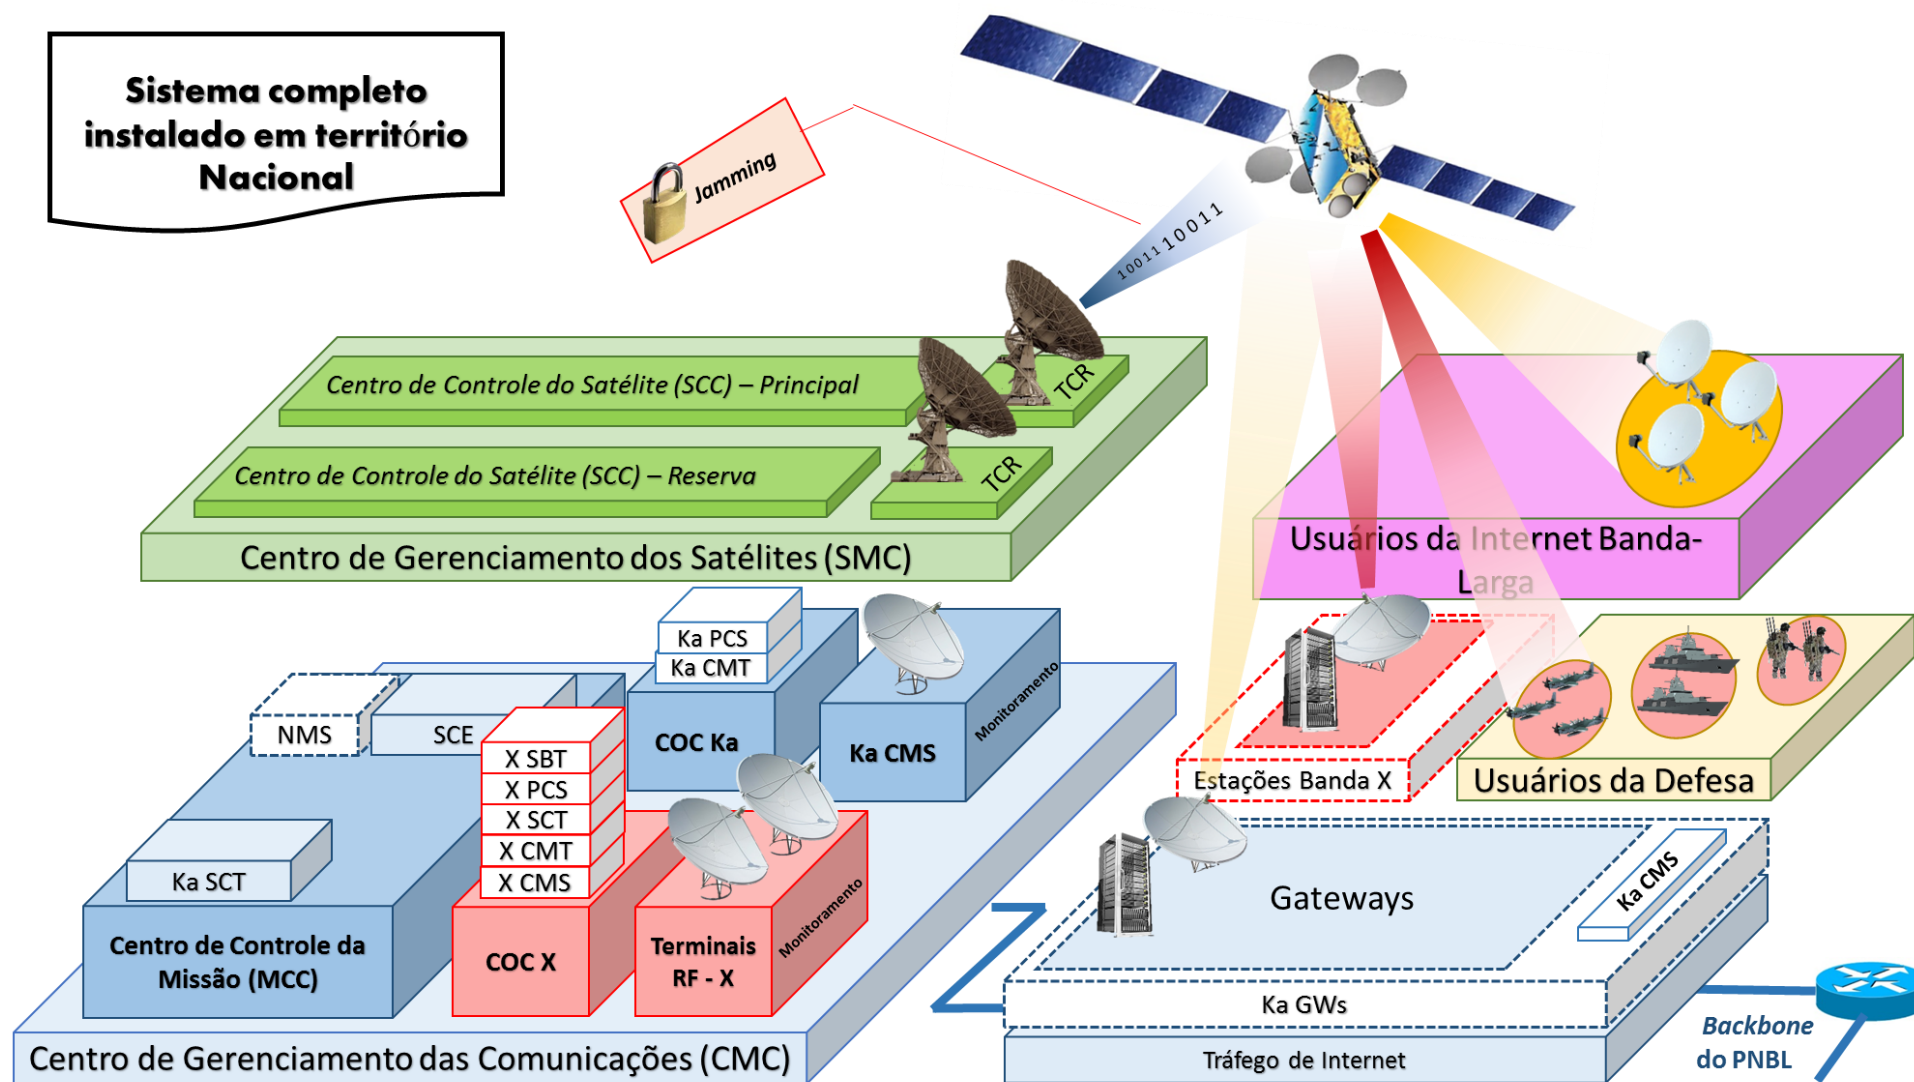 Sistema completo
instalado em território
Nacional
Jamming
1001110011
Centro de Controle do Satélite (SCC) – Principal
TCR
Centro de Controle do Satélite (SCC) – Reserva
TCR
Centro de Gerenciamento dos Satélites (SMC)
Usuários da Internet Banda-
Larga
Ka PCS
Ka CMT
COC Ka
Ka CMS
Monitoramento
NMS
SCE
X SBT
X PCS
X SCT
X CMT
X CMS
Ka SCT
Centro de Controle da
Missão (MCC)
COC X
Terminais
RF - X
Monitoramento
Centro de Gerenciamento das Comunicações (CMC)
Estações Banda X
Usuários da Defesa
Gateways
Ka CMS
Ka GWs
Tráfego de Internet
Backbone
do PNBL